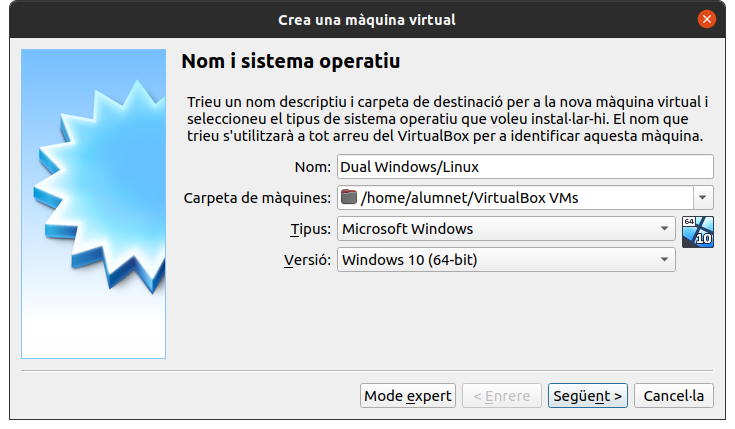 Crea una màquina virtual
Nom i sistema operatiu
Trieu un nom descriptiu i carpeta de destinació per a la nova màquina virtual i
seleccioneu el tipus de sistema operatiu que voleu instal·lar-hi. El nom que
trieu s'utilitzarà a tot arreu del VirtualBox per a identificar aquesta màquina.
Nom: Dual Windows/Linux
Carpeta de màquines: /home/alumnet/VirtualBox VMs
Tipus: Microsoft Windows
64
10
Versió: Windows 10 (64-bit)
Mode expert < Enrere Següent > Cancel·la